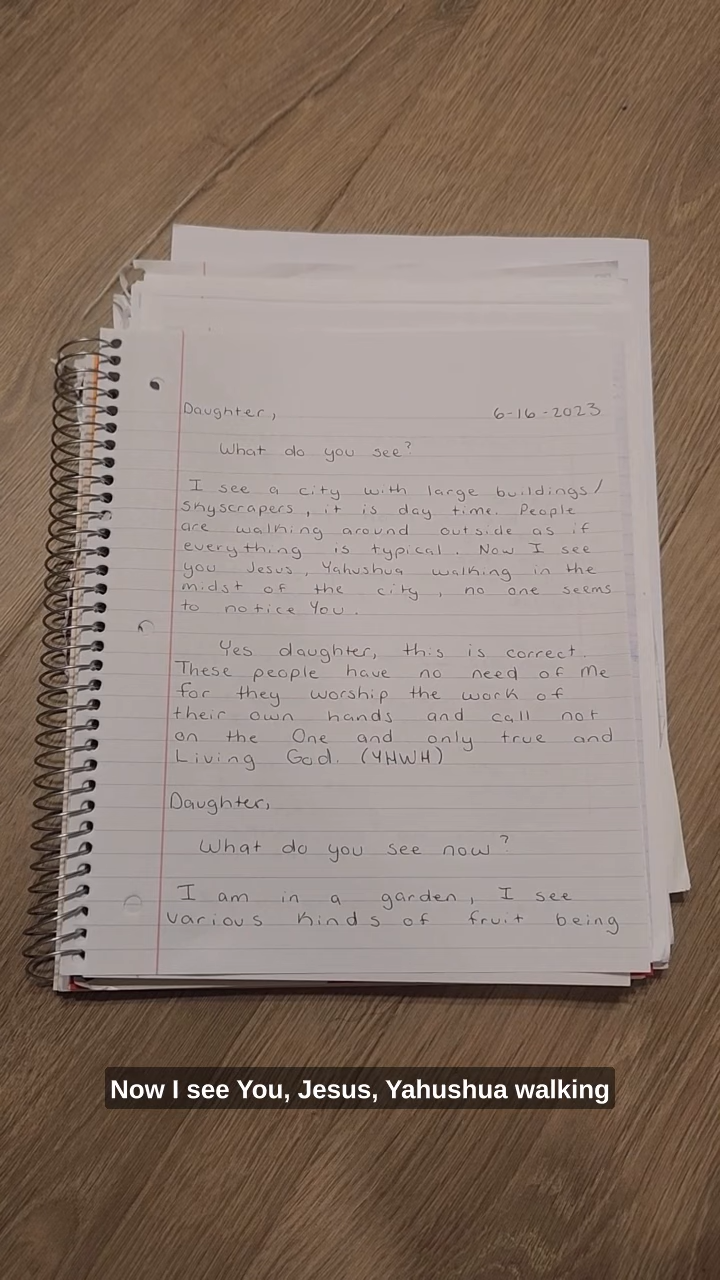 Daughter, 6-16-2023
What do you see?
I see a city with large buildings/
skyscrapers, it is day time. People
are walking around outside as if
everything is typical. Now I see
you Jesus, Yahushua walking in the
midst of the city, no one seems
to notice You.
Yes daughter, this is correct.
These people have no need of Me
for they worship the work of
their own hands and call not
on the One and only true and
Living God. (YHWH)
Daughter,
What do you see now?
I am in a garden, I see
various kinds of fruit being
Now I see You, Jesus, Yahushua walking